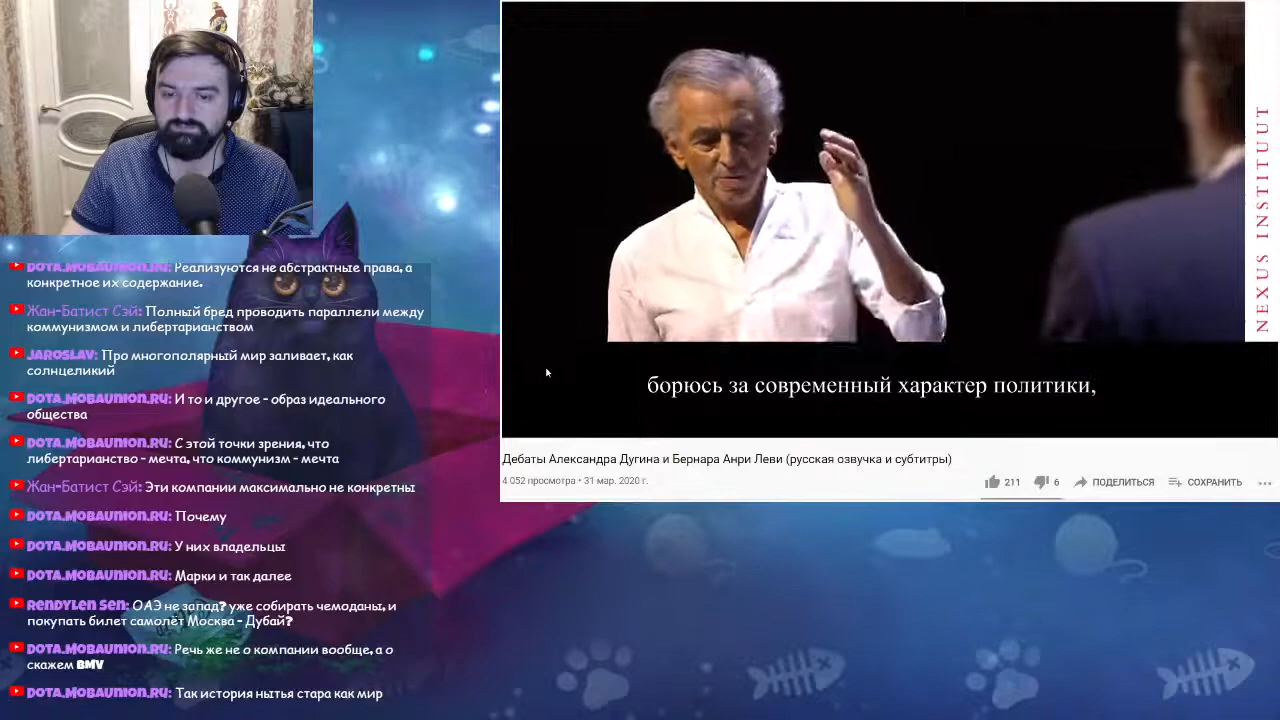 DOTA.MOBAUNION.RU: Реализуются не абстрактные права, а
конкретное их содержание.
Жан-Батист Сэй: Полный бред проводить параллели между
коммунизмом и либертарианством
JAROSLAV: Про многополярный мир заливает, как
солнцеликий
DOTA.MOBAUNION.RU: И то и другое - образ идеального
общества
DOTA.MOBAUNION.RU: С этой точки зрения, что
либертарианство - мечта, что коммунизм - мечта
Жан-Батист Сэй: Эти компании максимально не конкретны
DOTA.MOBAUNION.RU: Почему
DOTA.MOBAUNION.RU: У них владельцы
DOTA.MOBAUNION.RU: Марки и так далее
Rendylen Sen: ОАЭ не запад? уже собирать чемоданы, и
покупать билет самолёт Москва - Дубай?
DOTA.MOBAUNION.RU: Речь же не о компании вообще, а о
скажем BMV
DOTA.MOBAUNION.RU: Так история нытья стара как мир
NEXUS INSTITUUT
борюсь за современный характер политики,
Дебаты Александра Дугина и Бернара Анри Леви (русская озвучка и субтитры)
4 052 просмотра • 31 мар. 2020 г.
211 6 ПОДЕЛИТЬСЯ СОХРАНИТЬ ...